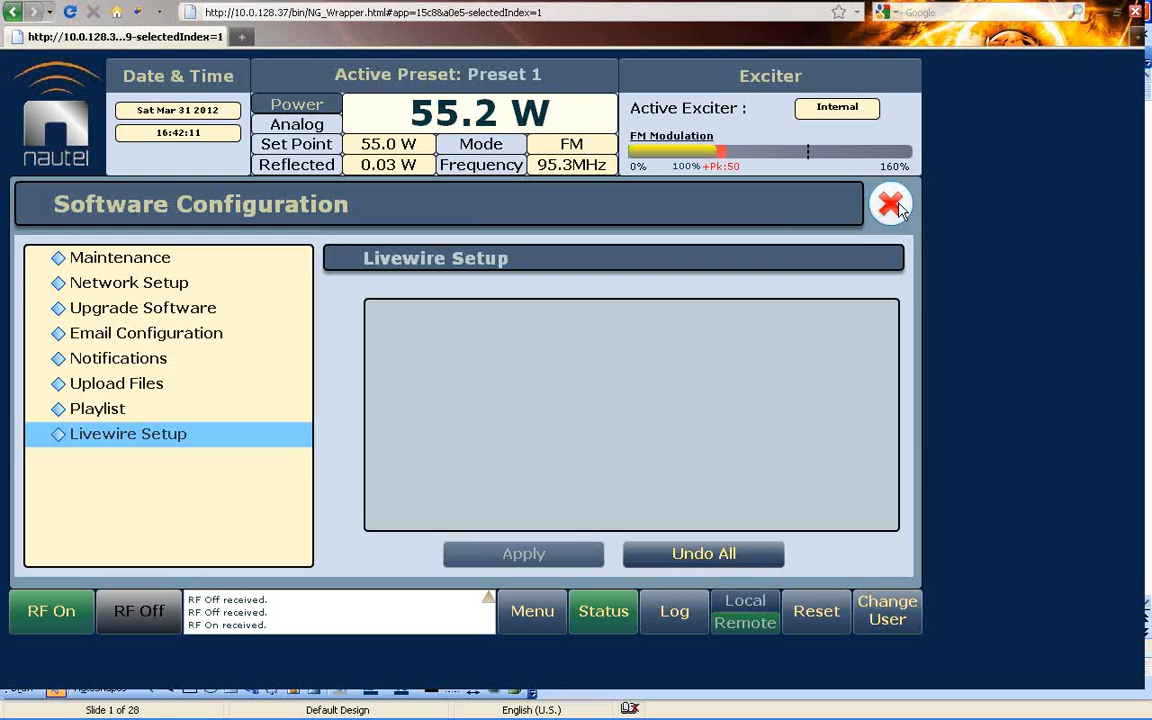 http://10.0.128.37/bin/NG_Wrapper.html#app=15c88&a0e5-selectedIndex=1
Google
http://10.0.128.3...9-selectedIndex=1
nautel
Date & Time
Sat Mar 31 2012
16:42:11
Active Preset: Preset 1
Power
Analog
55.2 W
Set Point
55.0 W
Mode
FM
Reflected
0.03 W
Frequency
95.3MHz
Exciter
Active Exciter :
Internal
FM Modulation
0%
100%
+Pk:50
160%
Software Configuration
Maintenance
Network Setup
Upgrade Software
Email Configuration
Notifications
Upload Files
Playlist
Livewire Setup
Livewire Setup
Apply
Undo All
RF On
RF Off
RF Off received.
RF Off received.
RF On received.
Menu
Status
Log
Local
Remote
Reset
Change
User
Slide 1 of 28
Default Design
English (U.S.)